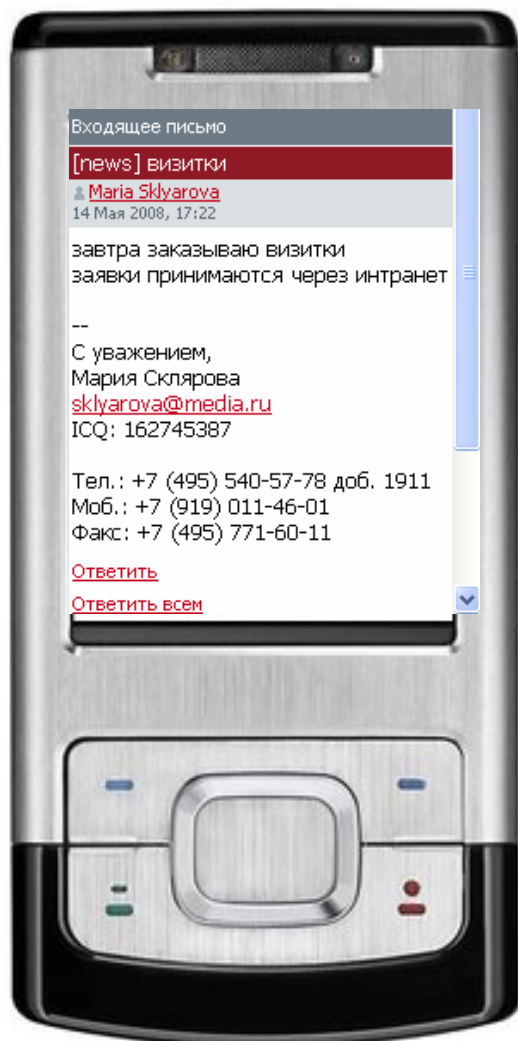 Входящее письмо
[news] визитки
Maria Sklyarova
14 Мая 2008, 17:22
завтра заказываю визитки
заявки принимаются через интранет
--
С уважением,
Мария Склярова
sklyarova@media.ru
ICQ: 162745387
Тел.: +7 (495) 540-57-78 доб. 1911
Моб.: +7 (919) 011-46-01
Факс: +7 (495) 771-60-11
Ответить
Ответить всем